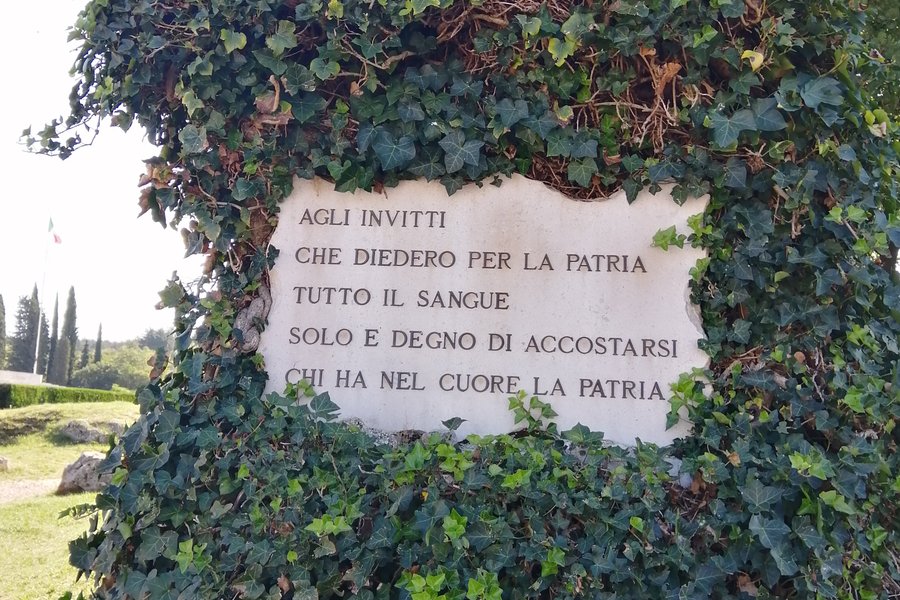 AGLI INVITTI
CHE DIEDERO PER LA PATRIA
TUTTO IL SANGUE
SOLO E DEGNO DI ACCOSTARSI
CHI HA NEL CUORE LA PATRIA